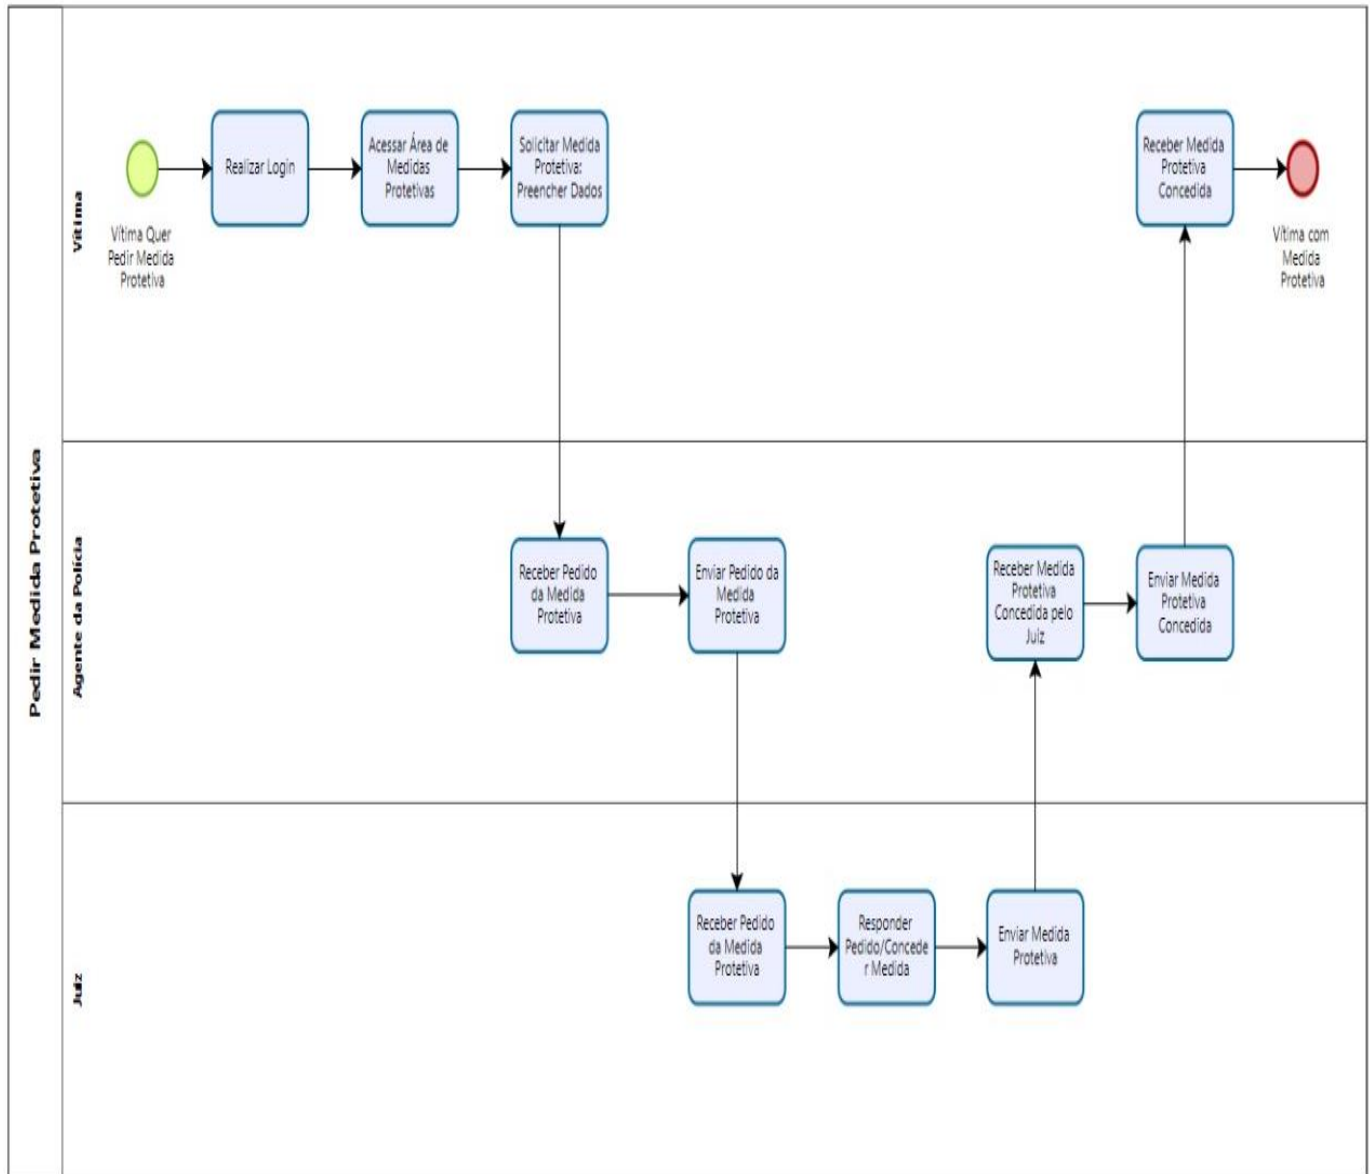 Pedir Medida Protetiva
Vítima
Vítima Quer
Pedir Medida
Protetiva
Realizar Login
Acessar Área de
Medidas
Protetivas
Solicitar Medida
Protetiva:
Preencher Dados
Receber Medida
Protetiva
Concedida
Vítima com
Medida
Protetiva
Agente da Polícia
Receber Pedido
da Medida
Protetiva
Enviar Pedido da
Medida
Protetiva
Receber Medida
Protetiva
Concedida pelo
Juiz
Enviar Medida
Protetiva
Concedida
Juiz
Receber Pedido
da Medida
Protetiva
Responder
Pedido/Concede
r Medida
Enviar Medida
Protetiva